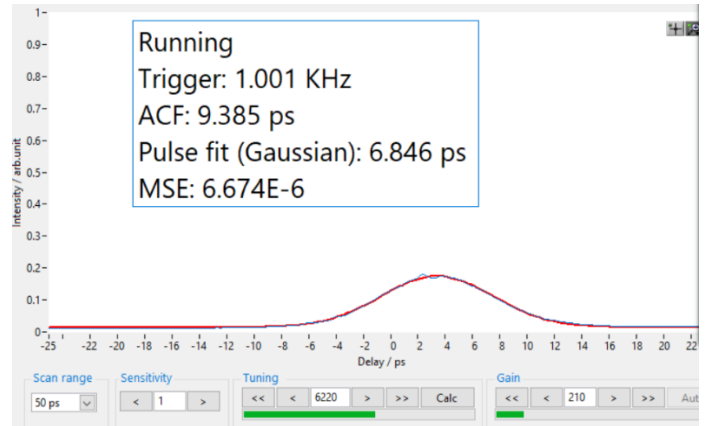 1-
0.9-
0.8-
0.7-
0.6-
0.5-
0.4-
0.3-
0.2-
0.1-
0-
Intensity / arb.unit
Running
Trigger: 1.001 KHz
ACF: 9.385 ps
Pulse fit (Gaussian): 6.846 ps
MSE: 6.674E-6
-25 -22 -20 -18 -16 -14 -12 -10 -8 -6 -4 -2 0 2 4 6 8 10 12 14 16 18 20 22
Delay / ps
Scan range Sensitivity Tuning Gain
50 ps < 1 > << < 6220 > >> Calc << < 210 > >> Aut